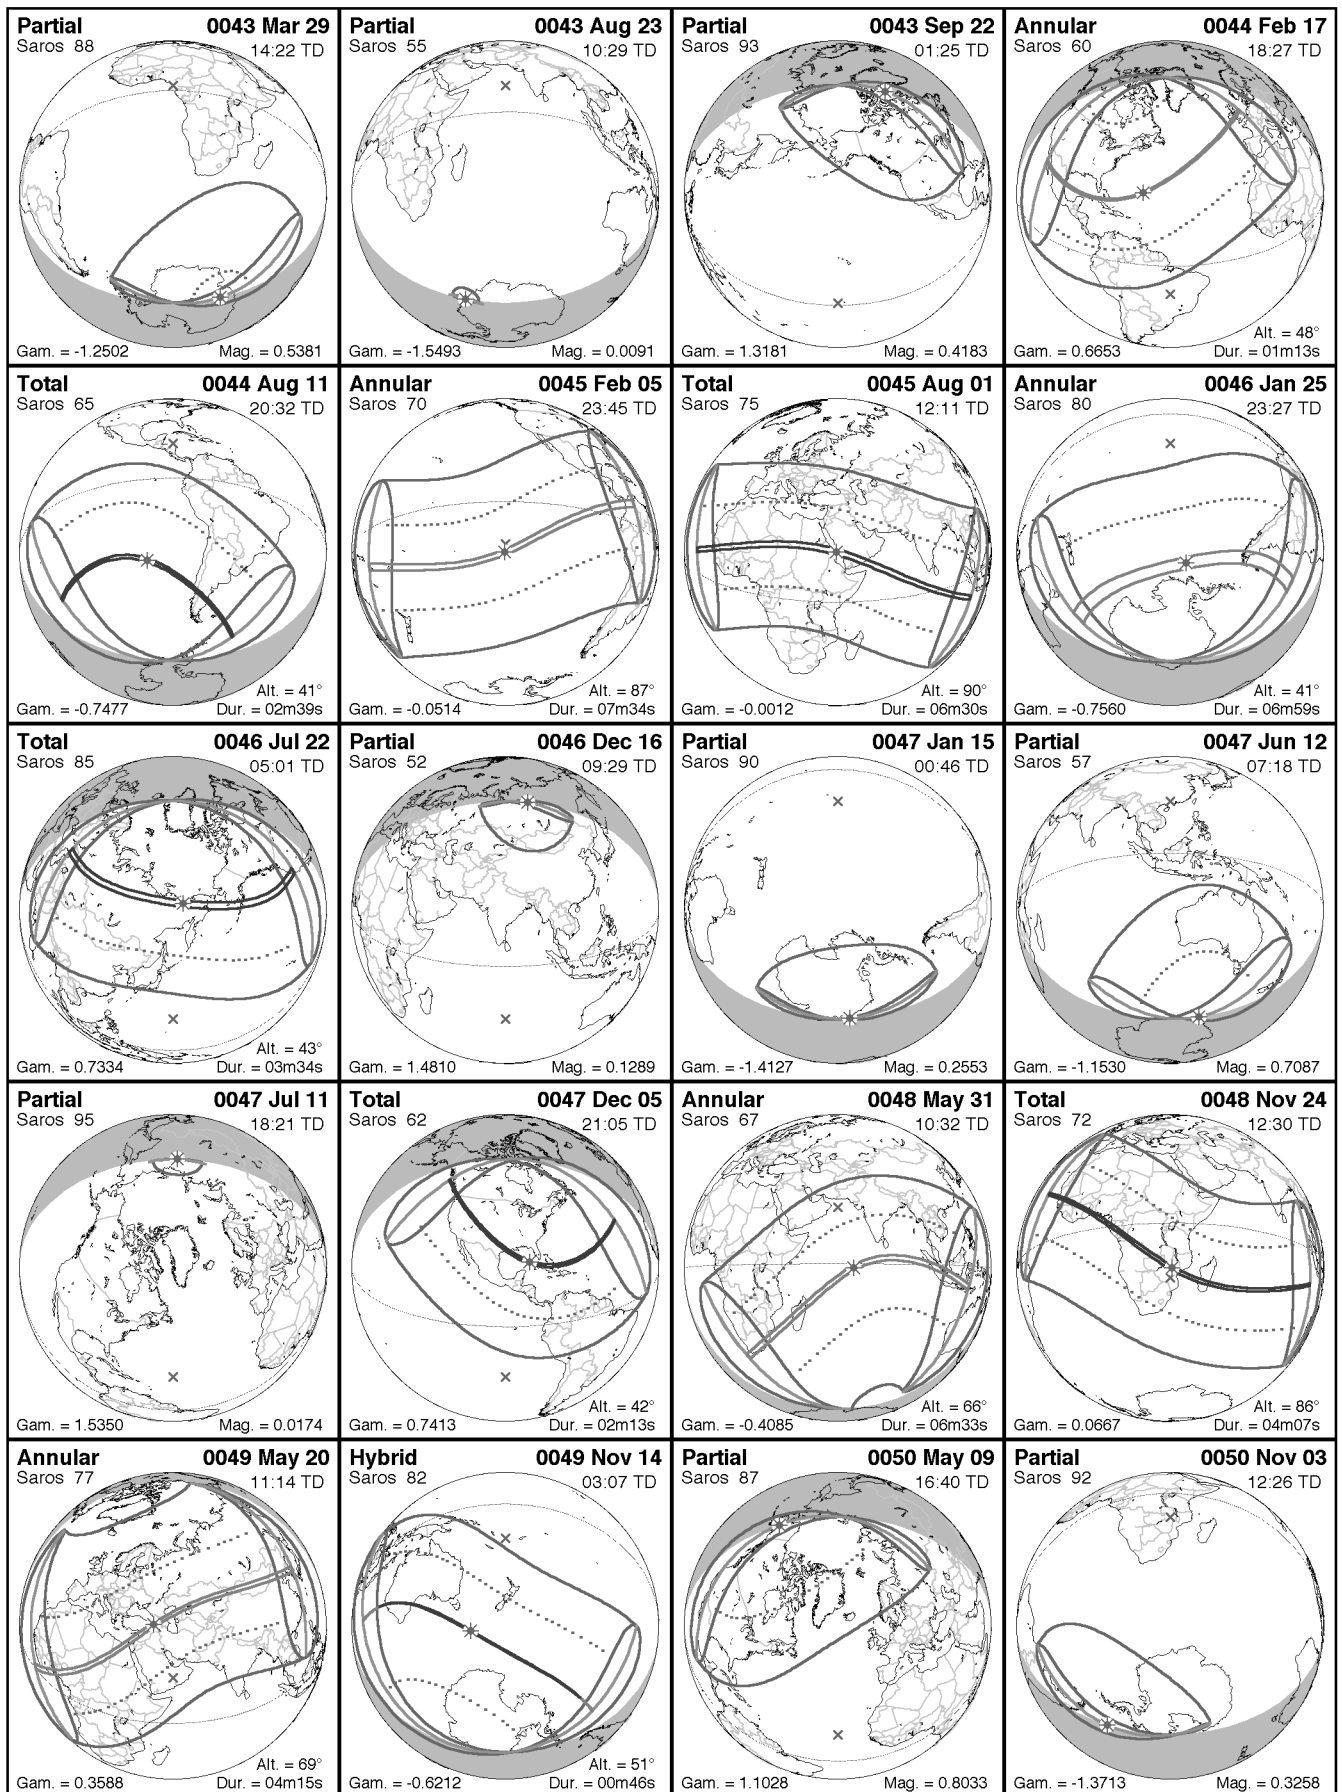 Partial 0043 Mar 29
Saros 88 14:22 TD
Gam. = -1.2502 Mag. = 0.5381
Partial 0043 Aug 23
Saros 55 10:29 TD
Gam. = -1.5493 Mag. = 0.0091
Partial 0043 Sep 22
Saros 93 01:25 TD
Gam. = 1.3181 Mag. = 0.4183
Annular 0044 Feb 17
Saros 60 18:27 TD
Alt. = 48°
Gam. = 0.6653 Dur. = 01m13s
Total 0044 Aug 11
Saros 65 20:32 TD
Alt. = 41°
Gam. = -0.7477 Dur. = 02m39s
Annular 0045 Feb 05
Saros 70 23:45 TD
Alt. = 87°
Gam. = -0.0514 Dur. = 07m34s
Total 0045 Aug 01
Saros 75 12:11 TD
Alt. = 90°
Gam. = -0.0012 Dur. = 06m30s
Annular 0046 Jan 25
Saros 80 23:27 TD
Alt. = 41°
Gam. = -0.7560 Dur. = 06m59s
Total 0046 Jul 22
Saros 85 05:01 TD
Alt. = 43°
Gam. = 0.7334 Dur. = 03m34s
Partial 0046 Dec 16
Saros 52 09:29 TD
Gam. = 1.4810 Mag. = 0.1289
Partial 0047 Jan 15
Saros 90 00:46 TD
Gam. = -1.4127 Mag. = 0.2553
Partial 0047 Jun 12
Saros 57 07:18 TD
Gam. = -1.1530 Mag. = 0.7087
Partial 0047 Jul 11
Saros 95 18:21 TD
Gam. = 1.5350 Mag. = 0.0174
Total 0047 Dec 05
Saros 62 21:05 TD
Alt. = 42°
Gam. = 0.7413 Dur. = 02m13s
Annular 0048 May 31
Saros 67 10:32 TD
Alt. = 66°
Gam. = -0.4085 Dur. = 06m33s
Total 0048 Nov 24
Saros 72 12:30 TD
Alt. = 86°
Gam. = 0.0667 Dur. = 04m07s
Annular 0049 May 20
Saros 77 11:14 TD
Alt. = 69°
Gam. = 0.3588 Dur. = 04m15s
Hybrid 0049 Nov 14
Saros 82 03:07 TD
Alt. = 51°
Gam. = -0.6212 Dur. = 00m46s
Partial 0050 May 09
Saros 87 16:40 TD
Gam. = 1.1028 Mag. = 0.8033
Partial 0050 Nov 03
Saros 92 12:26 TD
Gam. = -1.3713 Mag. = 0.3258